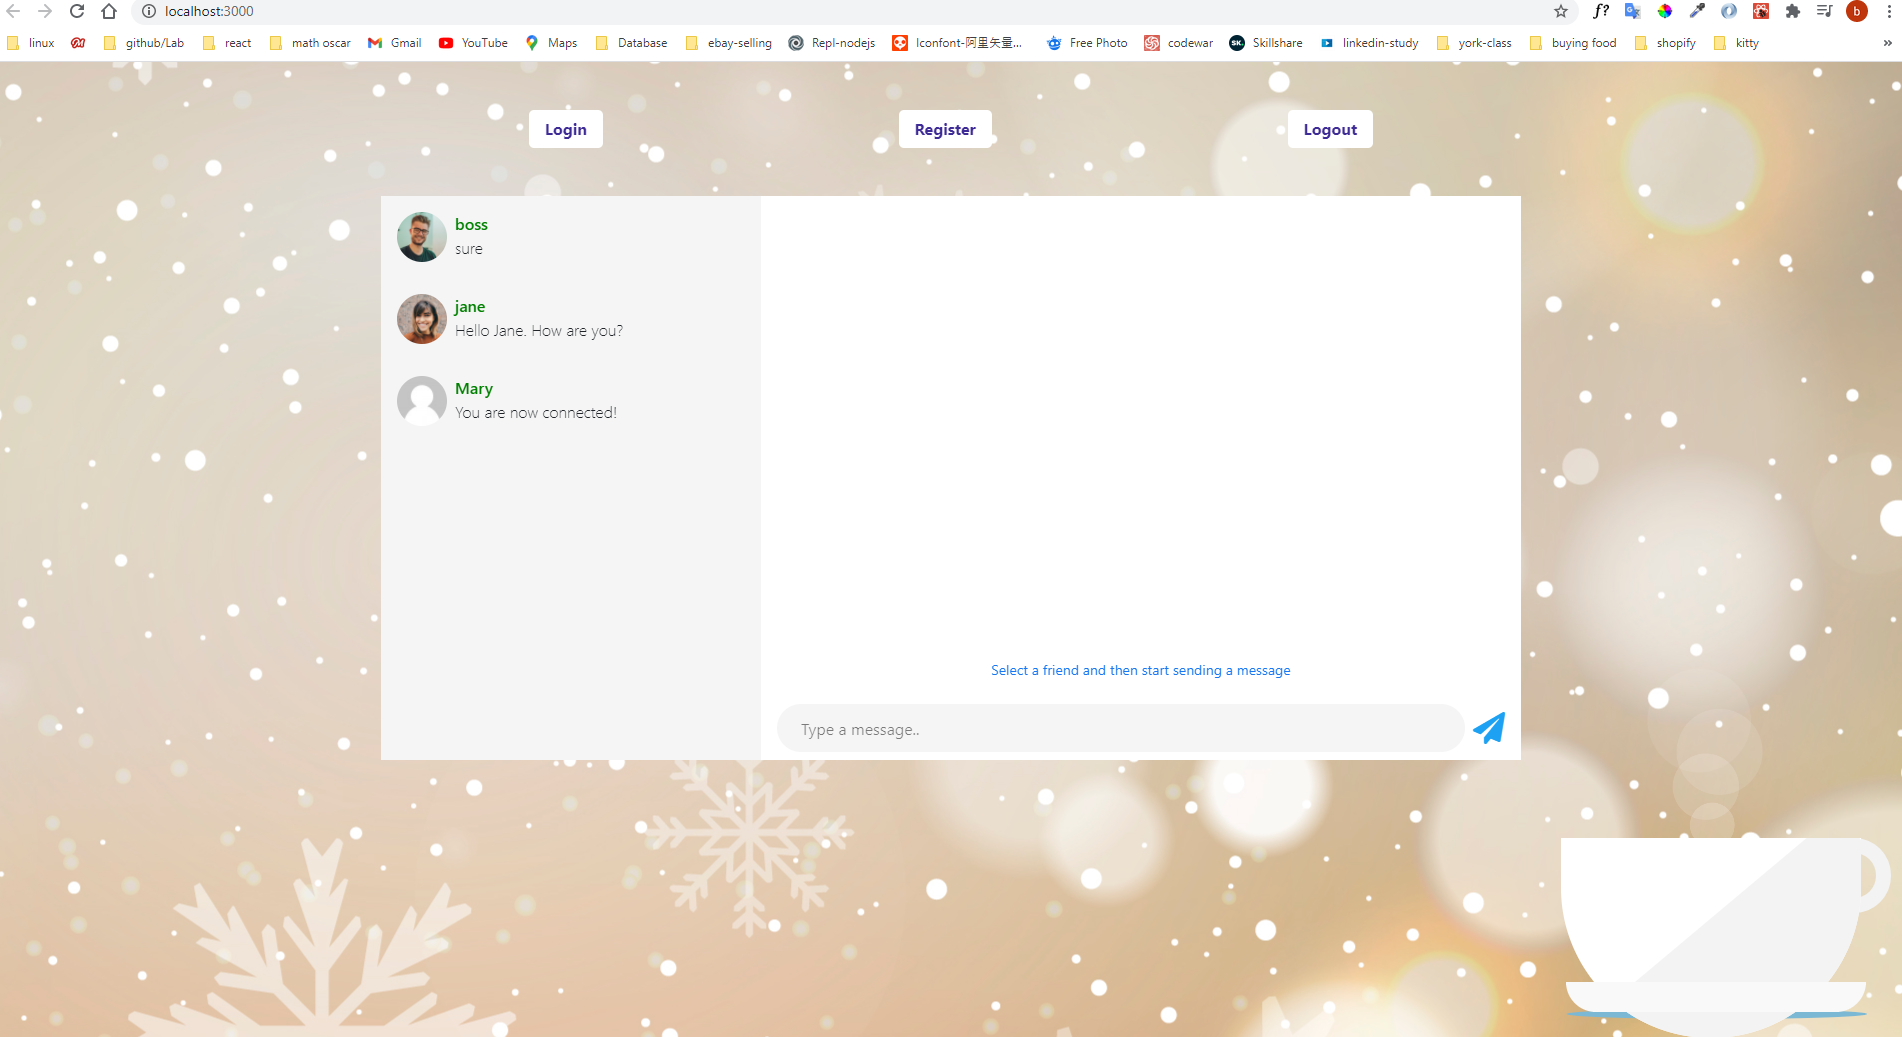 localhost:3000
f?
b
linux
github/Lab
react
math oscar
Gmail
YouTube
Maps
Database
ebay-selling
Repl-nodejs
Iconfont-阿里矢量...
Free Photo
SK.
codewar
Skillshare
linkedin-study
york-class
buying food
shopify
kitty
»
Login
Register
Logout
boss
sure
jane
Hello Jane. How are you?
Mary
You are now connected!
Select a friend and then start sending a message
Type a message..